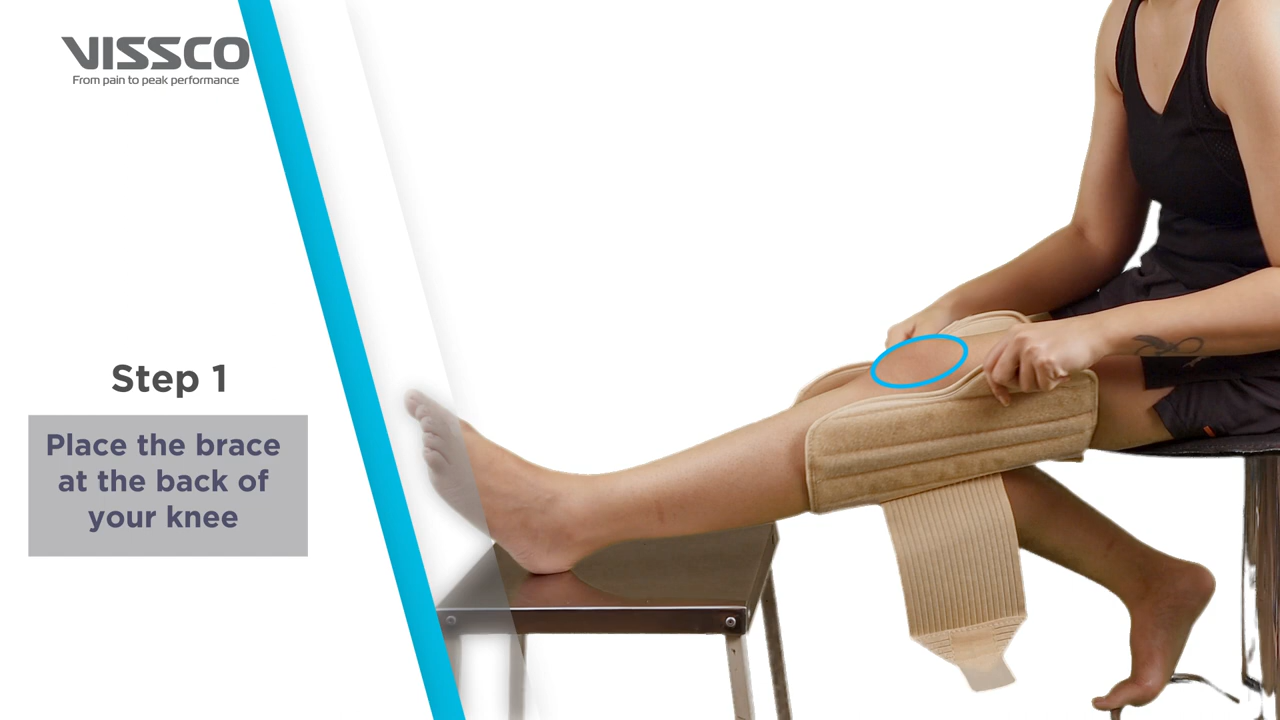 VISSCO
From pain to peak performance
Step 1
Place the brace
at the back of
your knee